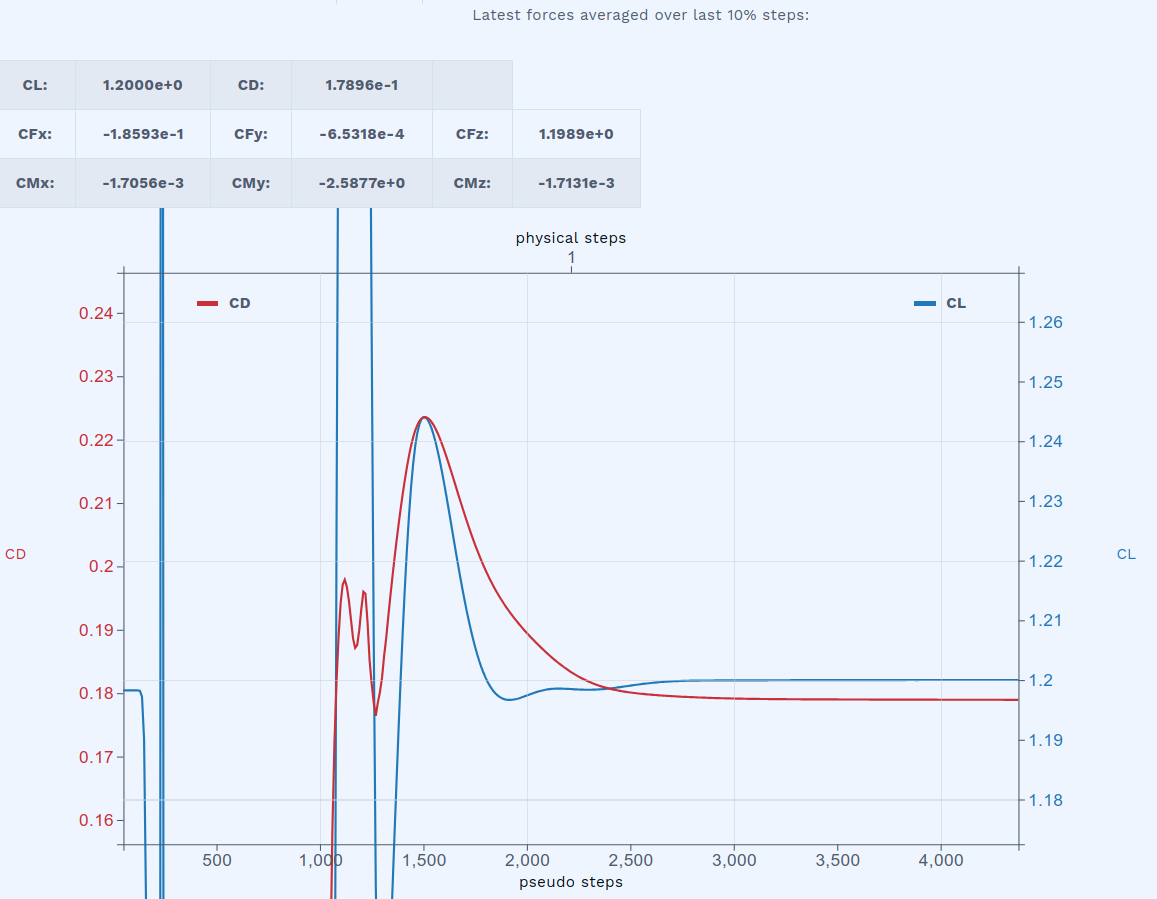 Latest forces averaged over last 10% steps:
CL: 1.2000e+0 CD: 1.7896e-1
CFx: -1.8593e-1 CFy: -6.5318e-4 CFz: 1.1989e+0
CMx: -1.7056e-3 CMy: -2.5877e+0 CMz: -1.7131e-3
physical steps
1
CD CL
0.24
0.23
0.22
0.21
0.2
0.19
0.18
0.17
0.16
CD
1.26
1.25
1.24
1.23
1.22
1.21
1.2
1.19
1.18
CL
500 1,000 1,500 2,000 2,500 3,000 3,500 4,000
pseudo steps